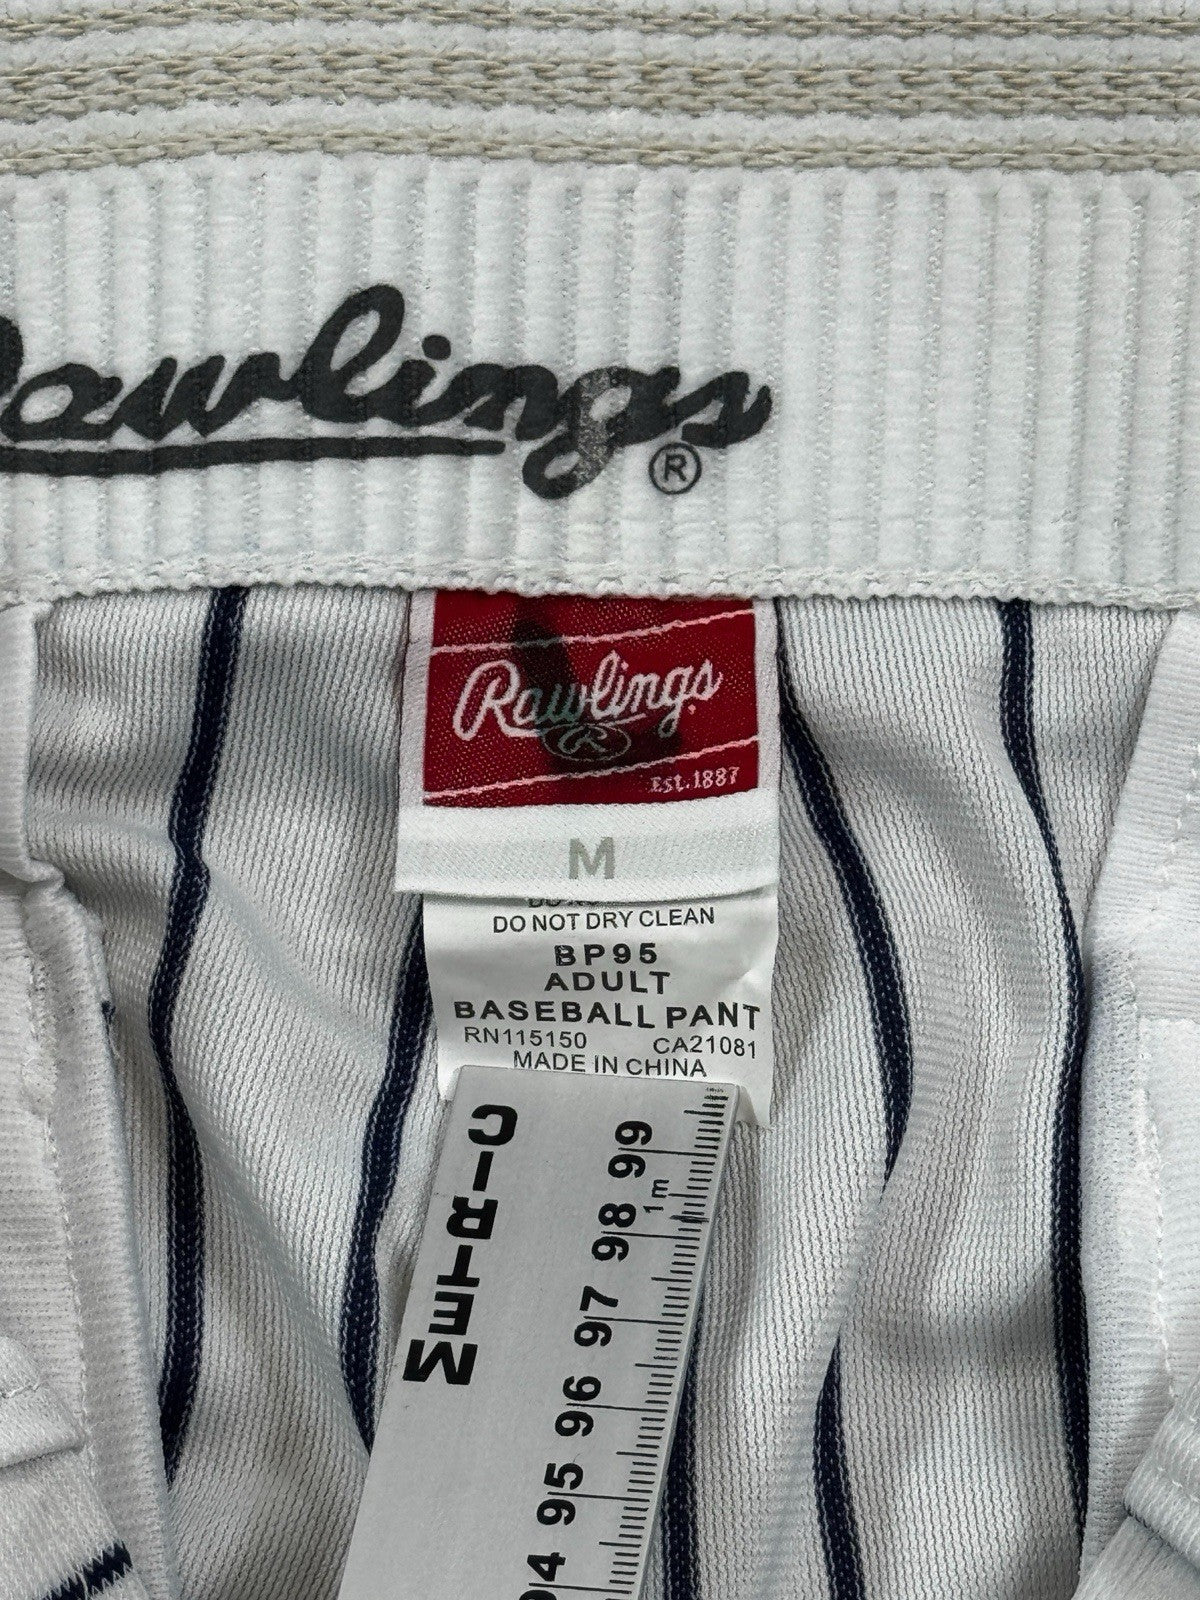 Rawlings
®
Rawlings
R
Est. 1887
M
DO NOT DRY CLEAN
BP95
ADULT
BASEBALL PANT
RN115150 CA21081
MADE IN CHINA
METRIC
99
98
1m
97
96
95
94